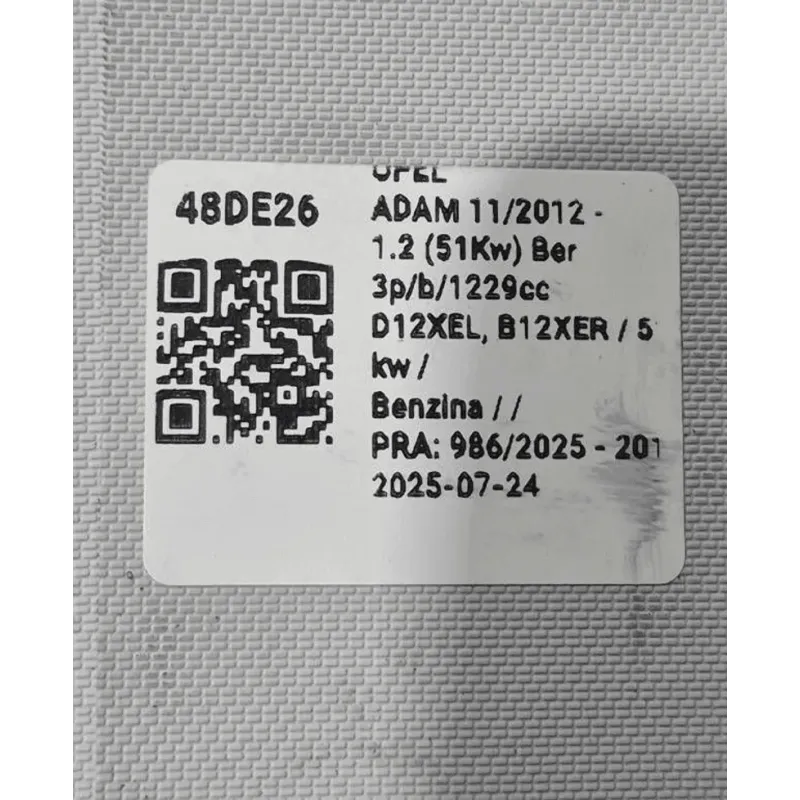 48DE26
OPEL
ADAM 11/2012 -
1.2 (51Kw) Ber
3p/b/1229cc
D12XEL, B12XER / 5
kw /
Benzina / /
PRA: 986/2025 - 201
2025-07-24